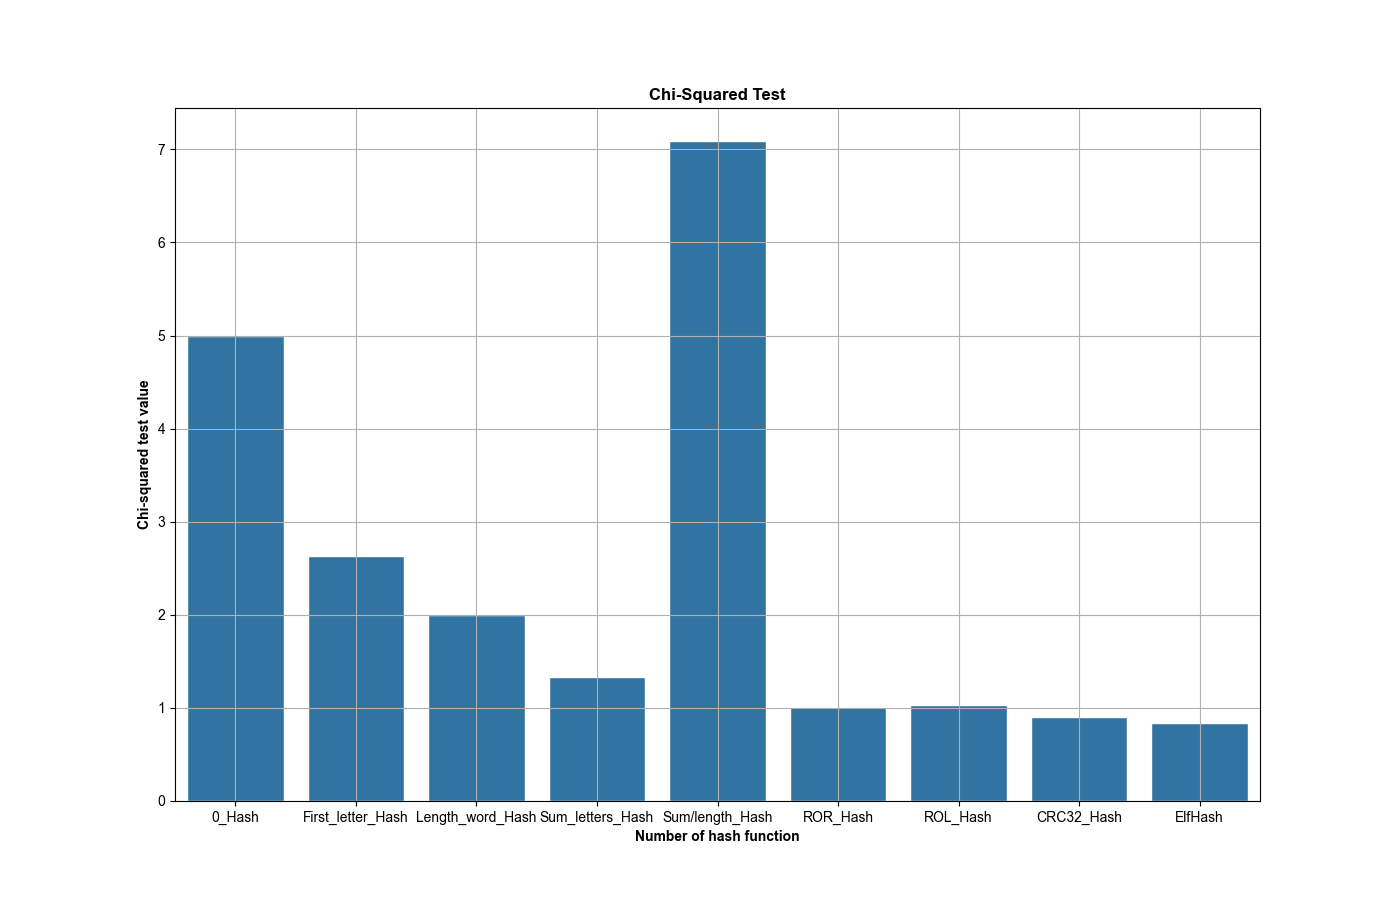 Chi-Squared Test
7
6
5
4
3
2
1
0
Chi-squared test value
0_Hash First_letter_Hash Length_word_Hash Sum_letters_Hash Sum/length_Hash ROR_Hash ROL_Hash CRC32_Hash ElfHash
Number of hash function